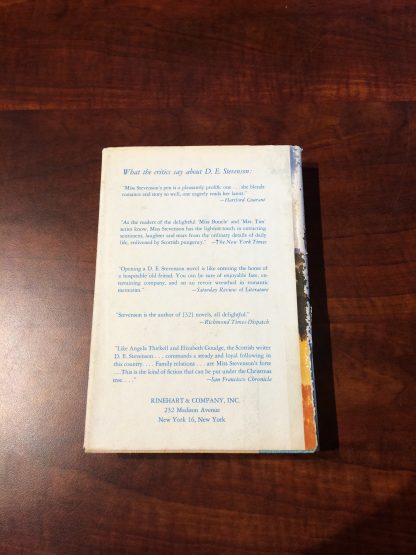 What the critics say about D. E. Stevenson:
"Miss Stevenson's pen is a pleasantly prolific one . . . she blends
romance and story so well, one eagerly reads her latest."
—Hartford Courant
"As the readers of the delightful 'Miss Buncle' and 'Mrs. Tim'
series know, Miss Stevenson has the lightest touch in extracting
sentiment, laughter and tears from the ordinary details of daily
life, enlivened by Scottish pungency." —The New York Times
"Opening a D. E. Stevenson novel is like entering the home of
a hospitable old friend. You can be sure of enjoyable fare, en-
tertaining company, and an au revoir wreathed in romantic
memories." —Saturday Review of Literature
"Stevenson is the author of [32] novels, all delightful."
—Richmond Times-Dispatch
"Like Angela Thirkell and Elizabeth Goudge, the Scottish writer
D. E. Stevenson . . . commands a steady and loyal following in
this country. . . . Family relations . . . are Miss Stevenson's forte
. . . This is the kind of fiction that can be put under the Christmas
tree. . . ." —San Francisco Chronicle
RINEHART & COMPANY, INC.
232 Madison Avenue
New York 16, New York